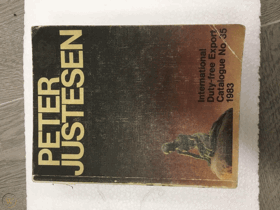 PETER
JUSTESEN
International
Duty-free Export
Catalogue No 35
1983